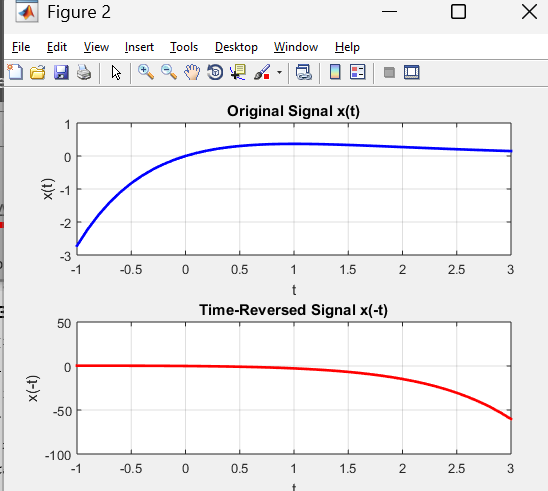 Figure 2
File Edit View Insert Tools Desktop Window Help
Original Signal x(t)
1
0
-1
-2
-3
x(t)
-1 -0.5 0 0.5 1 1.5 2 2.5 3
t
Time-Reversed Signal x(-t)
50
0
-50
-100
x(-t)
-1 -0.5 0 0.5 1 1.5 2 2.5 3
t